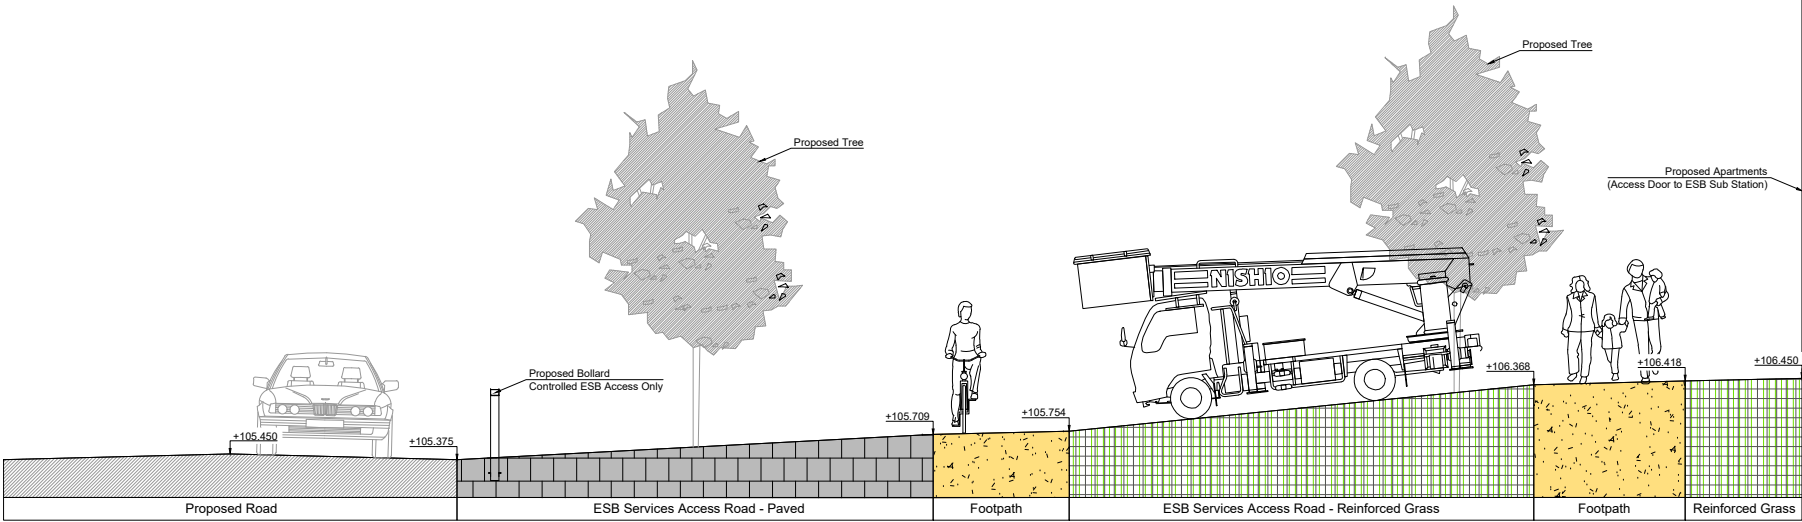 Proposed Tree
Proposed Tree
Proposed Apartments
(Access Door to ESB Sub Station)
NISHIO
Proposed Bollard
Controlled ESB Access Only
+105.450
+105.375
+105.709
+105.754
+106.368
+106.418
+106.450
Proposed Road
ESB Services Access Road - Paved
Footpath
ESB Services Access Road - Reinforced Grass
Footpath
Reinforced Grass